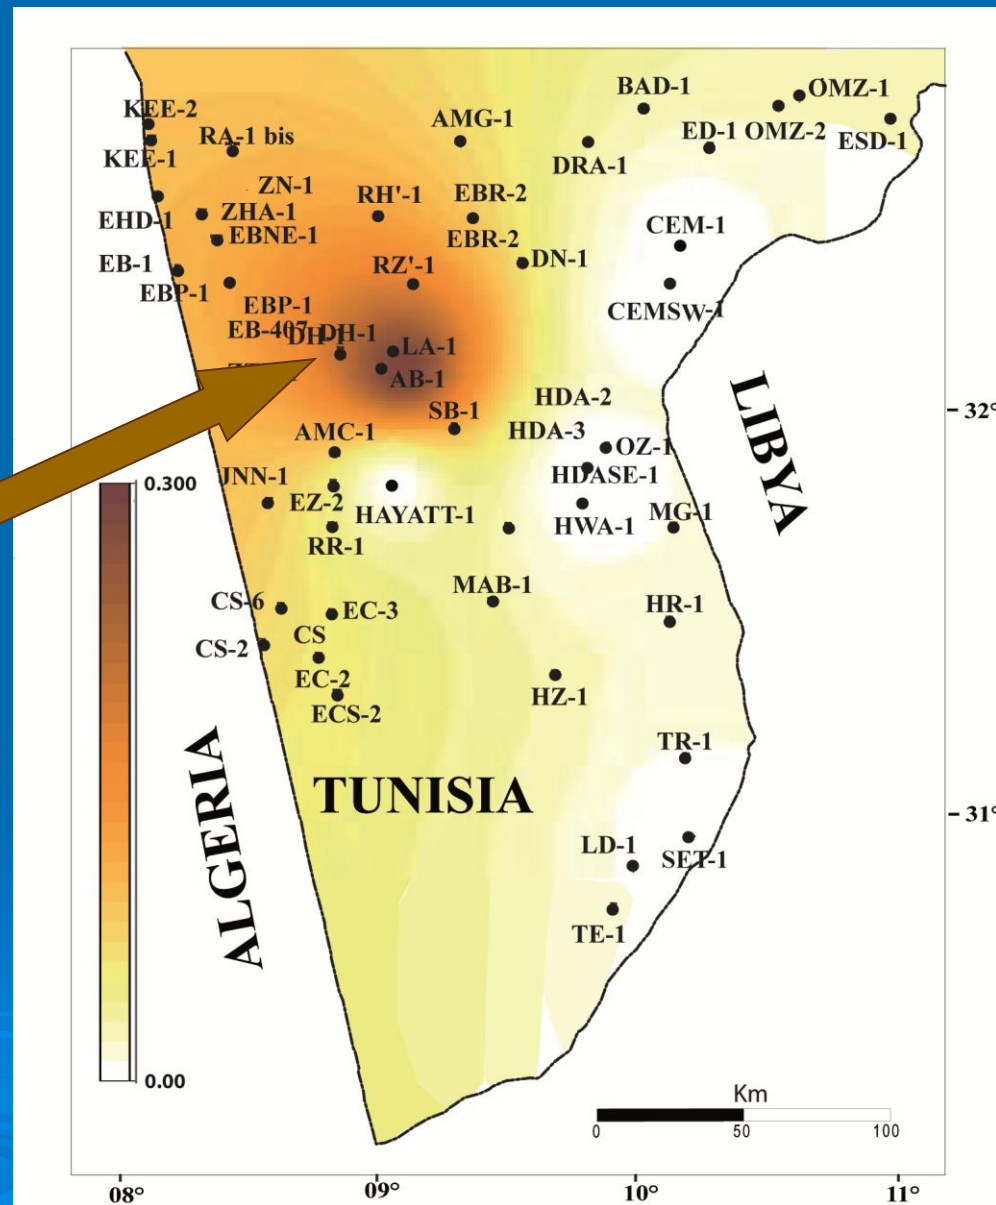 KEE-2
BAD-1
OMZ-1
AMG-1
RA-1 bis
ED-1 OMZ-2
ESD-1
KEE-1
DRA-1
ZN-1
RH'-1
EBR-2
EHD-1
ZHA-1
CEM-1
EBNE-1
EBR-2
EB-1
RZ'-1
DN-1
EBP-1
EBP-1
CEMSW-1
EB-407
DH-1
DH-1
LA-1
AB-1
HDA-2
LIBYA
32°
SB-1
AMC-1
HDA-3
OZ-1
JNN-1
HDASE-1
0.300
EZ-2
HAYATT-1
HWA-1
MG-1
RR-1
MAB-1
CS-6
EC-3
HR-1
CS
CS-2
EC-2
HZ-1
ECS-2
TR-1
ALGERIA
TUNISIA
31°
LD-1
SET-1
TE-1
0.00
Km
0 50 100
08° 09° 10° 11°